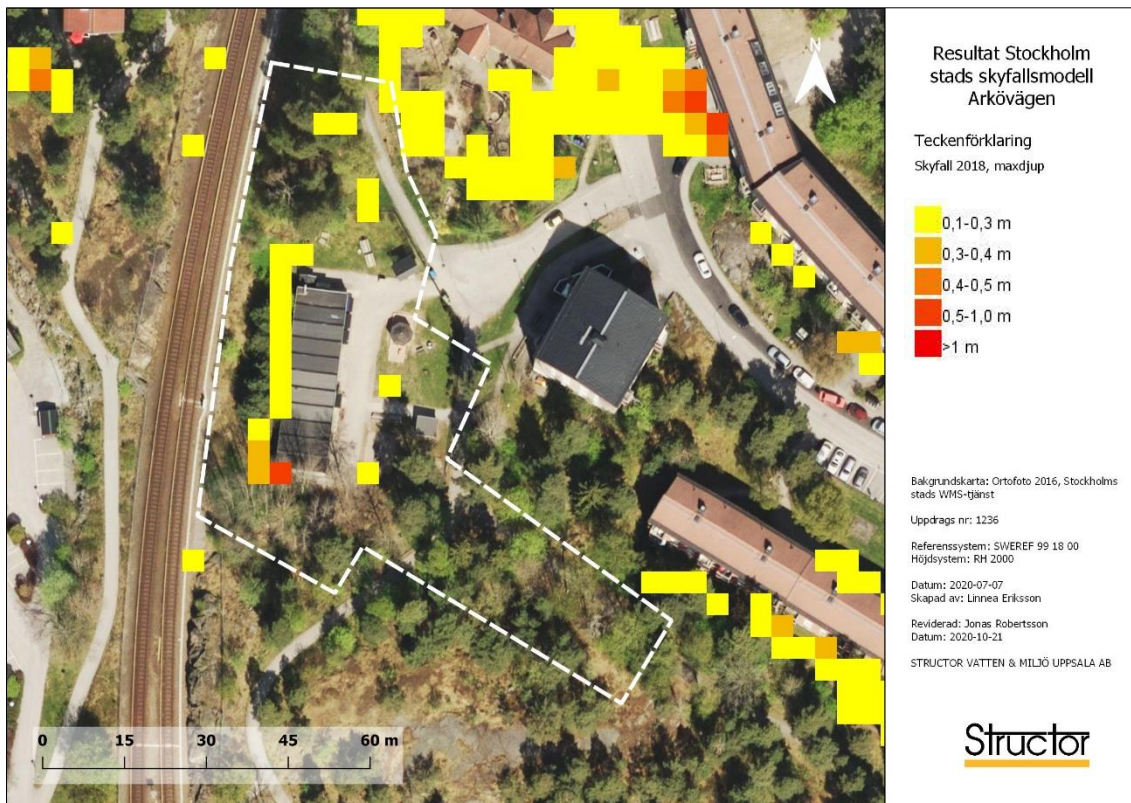 Resultat Stockholm
stads skyfallsmodell
Arkövägen
Teckenförklaring
Skyfall 2018, maxdjup
0,1-0,3 m
0,3-0,4 m
0,4-0,5 m
0,5-1,0 m
>1 m
Bakgrundskarta: Ortofoto 2016, Stockholms
stads WMS-tjänst
Uppdrags nr: 1236
Referenssystem: SWEREF 99 18 00
Höjdsystem: RH 2000
Datum: 2020-07-07
Skapad av: Linnea Eriksson
Reviderad: Jonas Robertsson
Datum: 2020-10-21
STRUCTOR VATTEN & MILJÖ UPPSALA AB
Structor
N
0 15 30 45 60 m